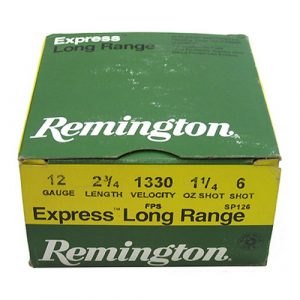 Express
Long Range
Remington.
12 2¾ 1330 1¼ 6
GAUGE LENGTH VELOCITY OZ SHOT SHOT
FPS SP126
Express™ Long Range
Remington.